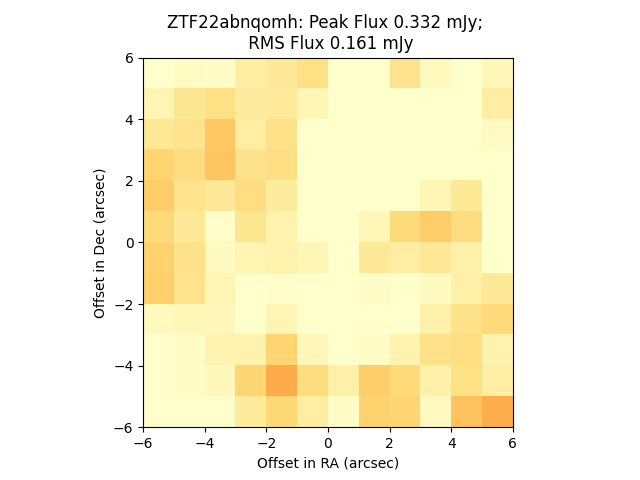 ZTF22abnqomh: Peak Flux 0.332 mJy;
RMS Flux 0.161 mJy
6
4
2
0
−2
−4
−6
Offset in Dec (arcsec)
−6 −4 −2 0 2 4 6
Offset in RA (arcsec)